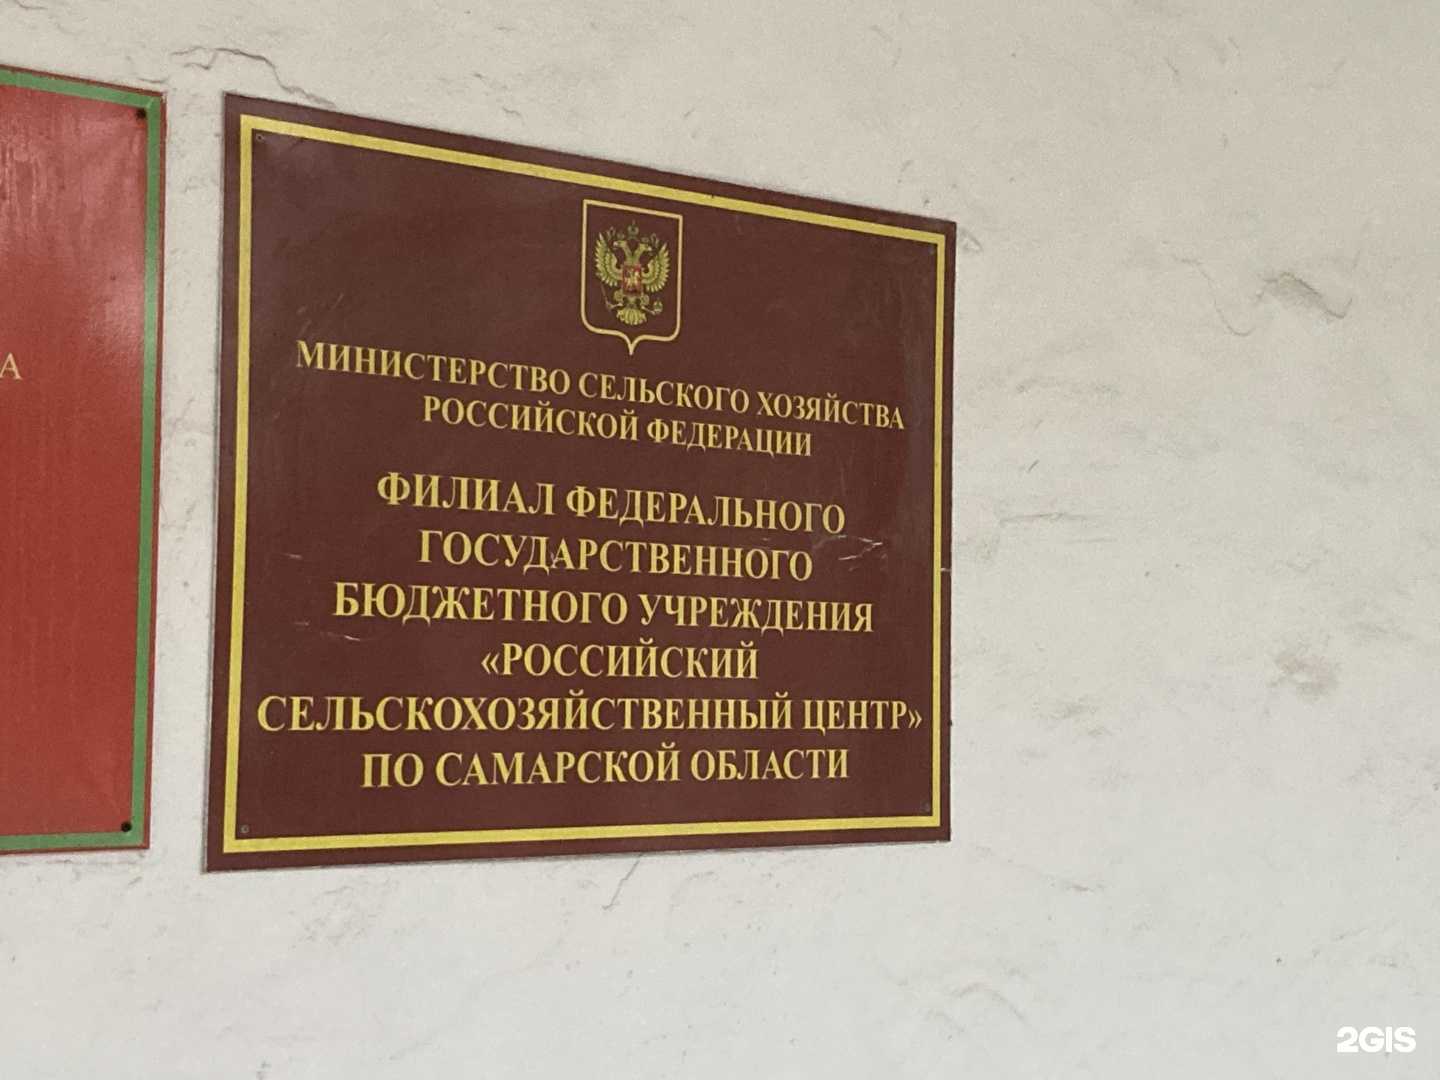 А
МИНИСТЕРСТВО СЕЛЬСКОГО ХОЗЯЙСТВА
РОССИЙСКОЙ ФЕДЕРАЦИИ
ФИЛИАЛ ФЕДЕРАЛЬНОГО
ГОСУДАРСТВЕННОГО
БЮДЖЕТНОГО УЧРЕЖДЕНИЯ
«РОССИЙСКИЙ
СЕЛЬСКОХОЗЯЙСТВЕННЫЙ ЦЕНТР»
ПО САМАРСКОЙ ОБЛАСТИ
2GIS